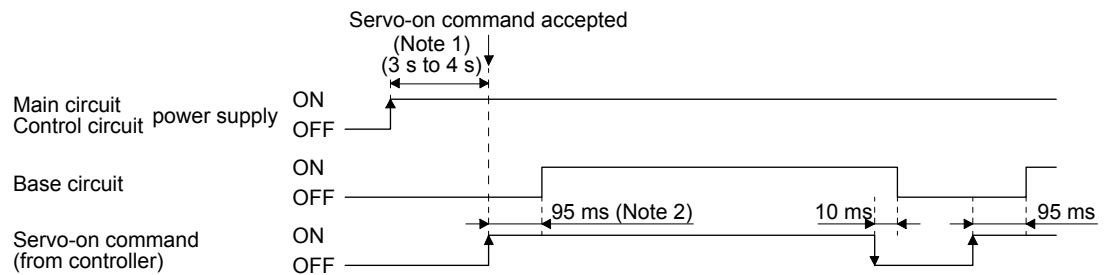 Servo-on command accepted
(Note 1)
(3 s to 4 s)
Main circuit
Control circuit
power supply
ON
OFF
Base circuit
ON
OFF
95 ms (Note 2)
10 ms
95 ms
Servo-on command
(from controller)
ON
OFF